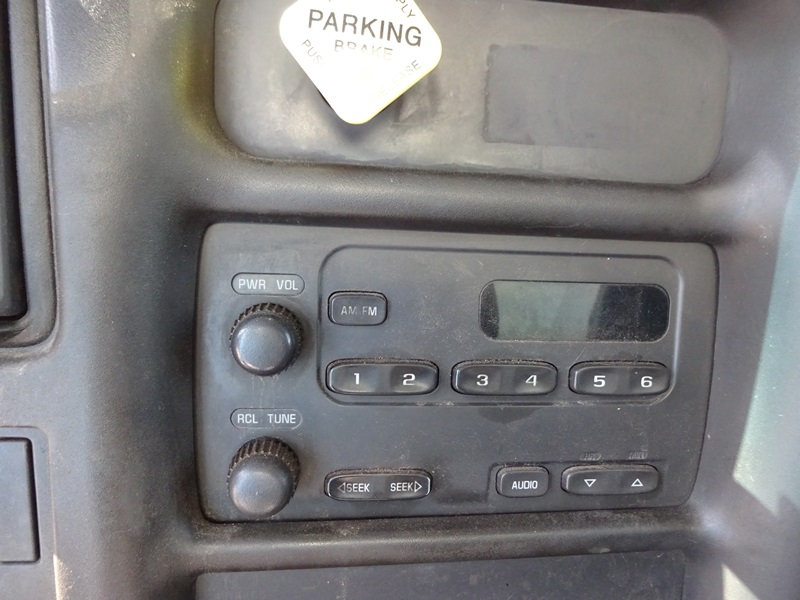 PARKING
BRAKE
PWR VOL
AM FM
1 2 3 4 5 6
RCL TUNE
SEEK SEEK
AUDIO